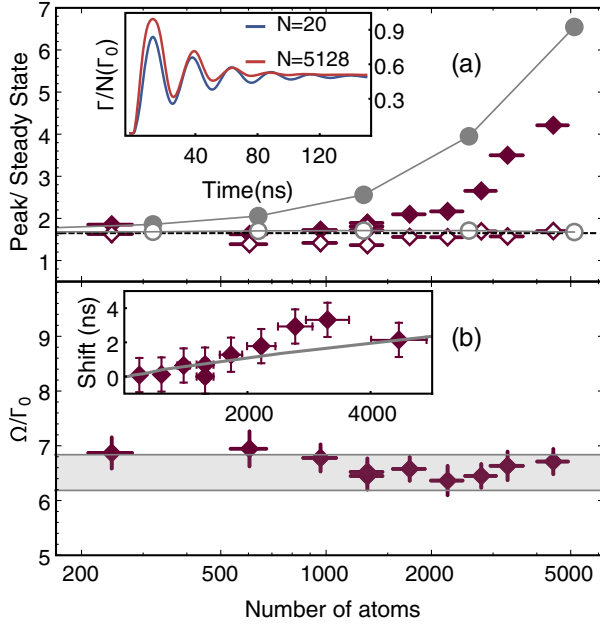 7
6
5
4
3
2
1
Peak/ Steady State
N=20
N=5128
(a)
Γ/N(Γ₀)
0.9
0.6
0.3
40
80
120
Time(ns)
9
8
7
6
5
Ω/Γ₀
Shift (ns)
4
2
0
2000
4000
(b)
200
500
1000
2000
5000
Number of atoms